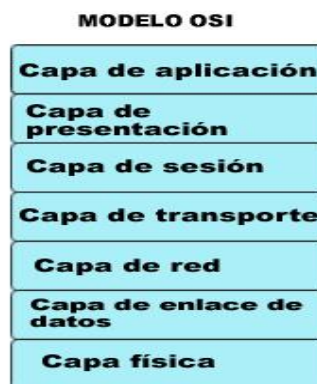 MODELO OSI
Capa de aplicación
Capa de
presentación
Capa de sesión
Capa de transporte
Capa de red
Capa de enlace de
datos
Capa física